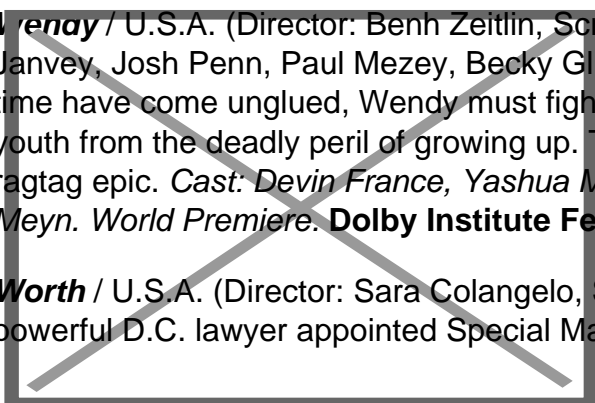 Wendy / U.S.A. (Director: Benh Zeitlin, Scr
Janvey, Josh Penn, Paul Mezey, Becky Gl
time have come unglued, Wendy must figh
youth from the deadly peril of growing up. T
ragtag epic. Cast: Devin France, Yashua M
Meyn. World Premiere. Dolby Institute Fe
Worth / U.S.A. (Director: Sara Colangelo, S
powerful D.C. lawyer appointed Special Ma